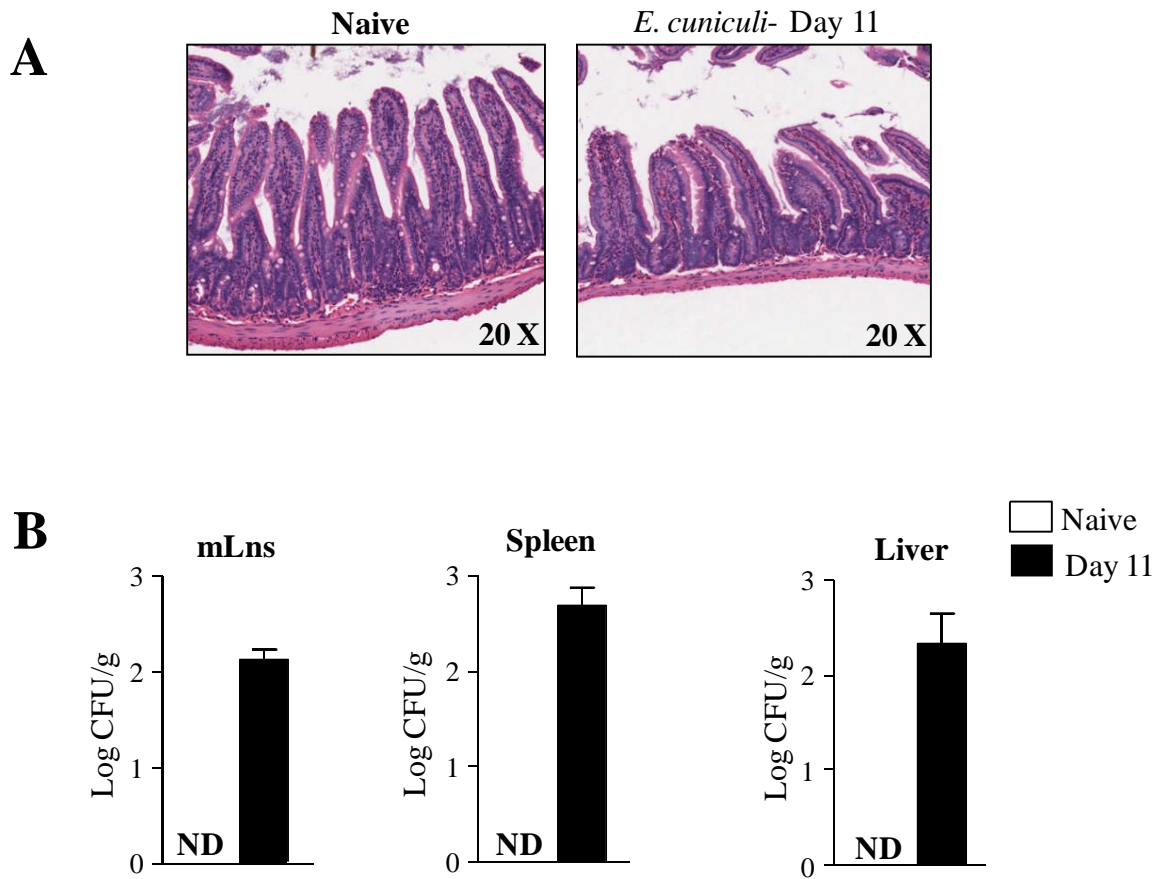 A
Naive
E. cuniculi- Day 11
20 X
20 X
B
Naive
Day 11
mLns
Log CFU/g
3
2
1
0
ND
Spleen
Log CFU/g
3
2
1
0
ND
Liver
Log CFU/g
3
2
1
0
ND